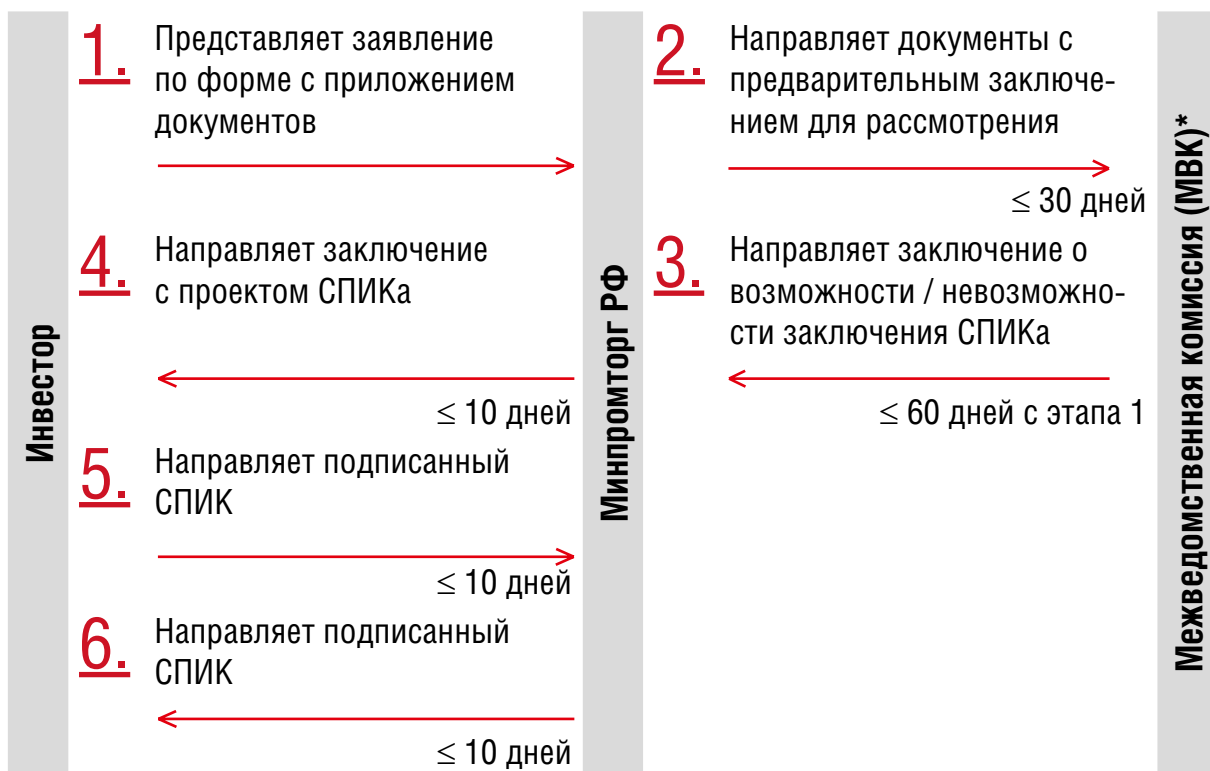 Инвестор
1.
Представляет заявление
по форме с приложением
документов
Минпромторг РФ
2.
Направляет документы с
предварительным заключе-
нием для рассмотрения
≤ 30 дней
Межведомственная комиссия (МВК)*
3.
Направляет заключение о
возможности / невозможно-
сти заключения СПИКа
≤ 60 дней с этапа 1
4.
Направляет заключение
с проектом СПИКа
≤ 10 дней
5.
Направляет подписанный
СПИК
≤ 10 дней
6.
Направляет подписанный
СПИК
≤ 10 дней